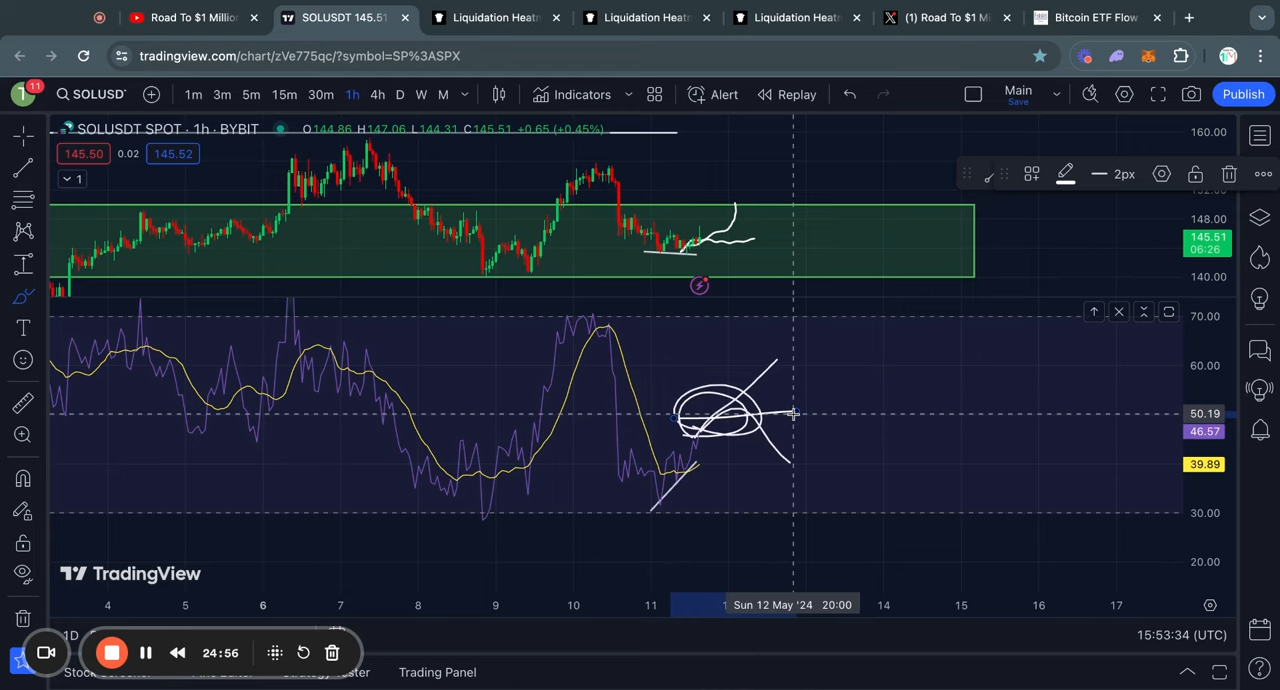 Road To $1 Million
SOLUSDT 145.51
Liquidation Heatm
Liquidation Heatm
Liquidation Heatm
(1) Road To $1 Mi
Bitcoin ETF Flow
tradingview.com/chart/zVe775qc/?symbol=SP%3ASPX
11
SOLUSDT
1m 3m 5m 15m 30m 1h 4h D W M
Indicators
Alert
Replay
Main
Save
Publish
SOLUSDT SPOT · 1h · BYBIT O144.86 H147.06 L144.31 C145.51 +0.65 (+0.45%)
160.00
145.50 0.02 145.52
1
2px
152.00
148.00
145.51
06:26
140.00
70.00
60.00
50.19
46.57
39.89
30.00
20.00
TradingView
4 5 6 7 8 9 10 11 Sun 12 May '24 20:00 14 15 16 17
1D
15:53:34 (UTC)
24:56
Trading Panel